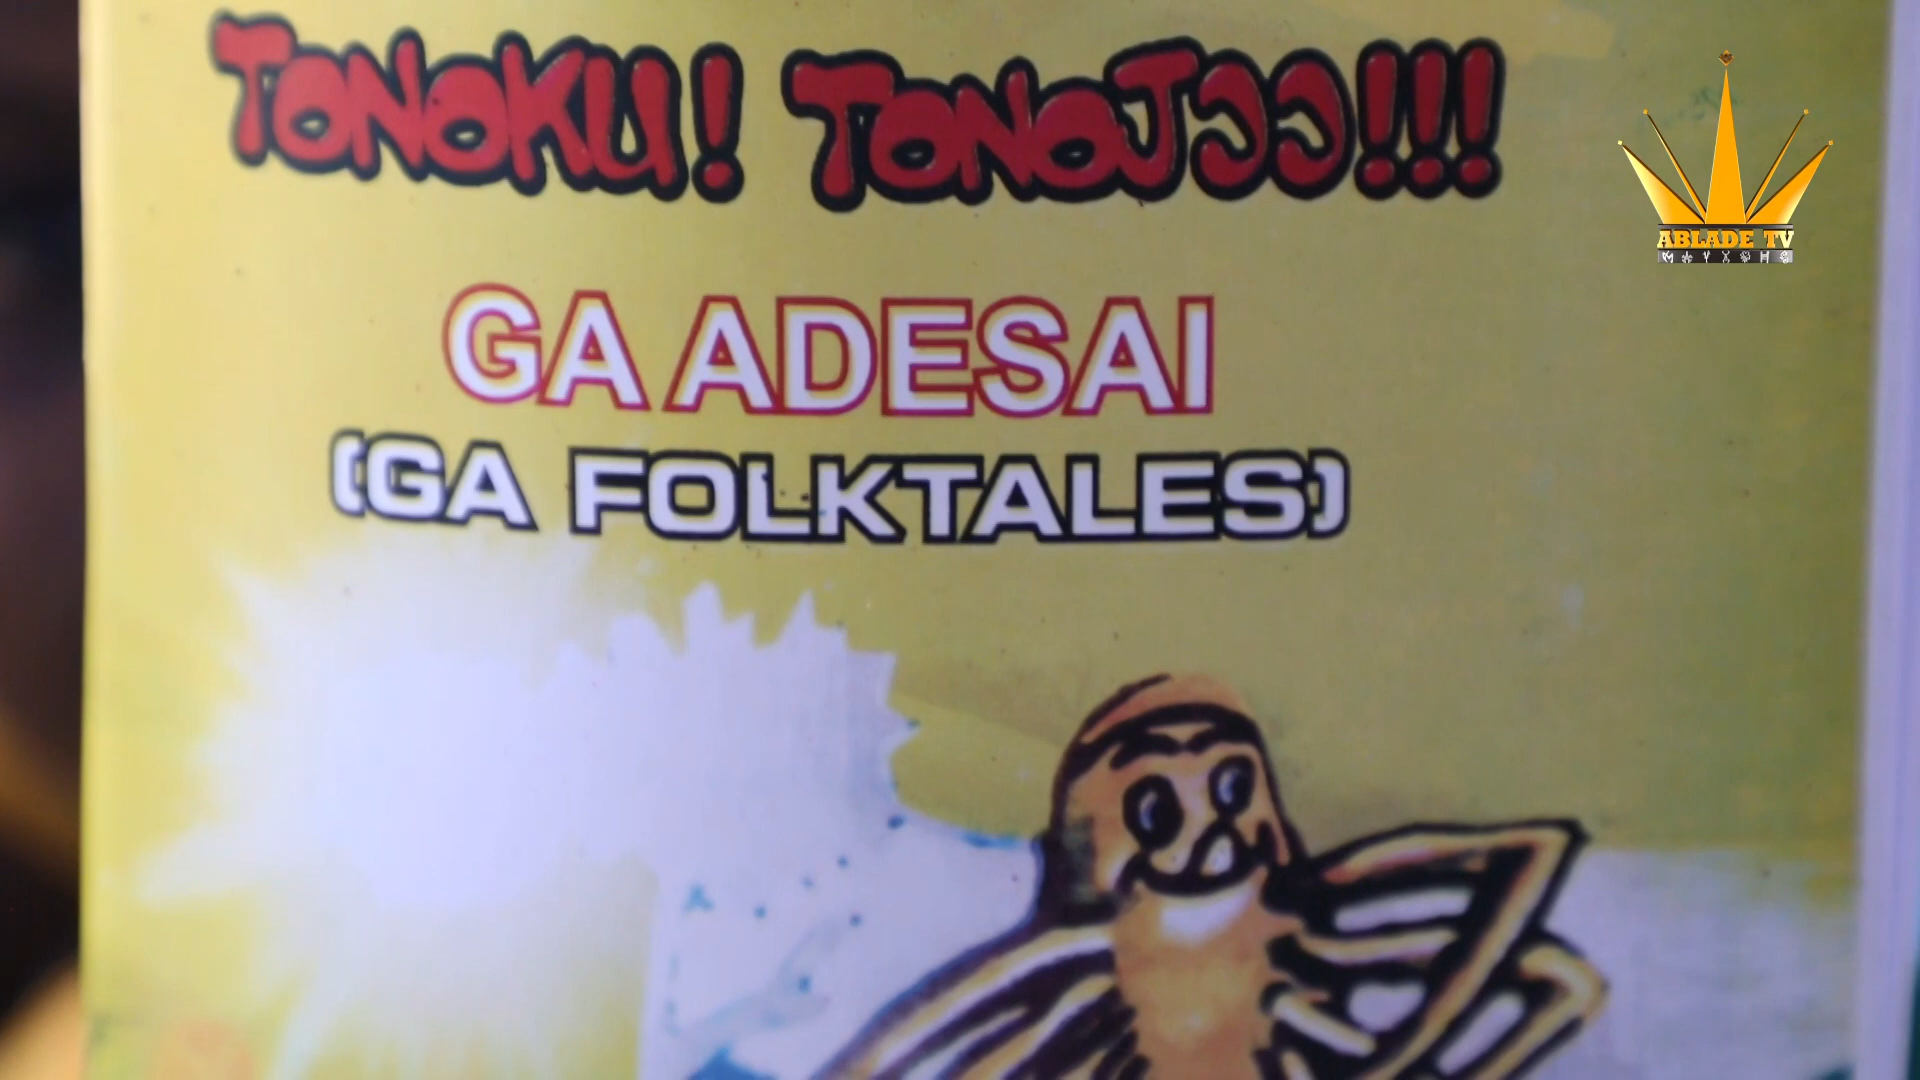 TONOKU! TONOJƆƆ!!!
GA ADESAI
(GA FOLKTALES)
ABLADE TV